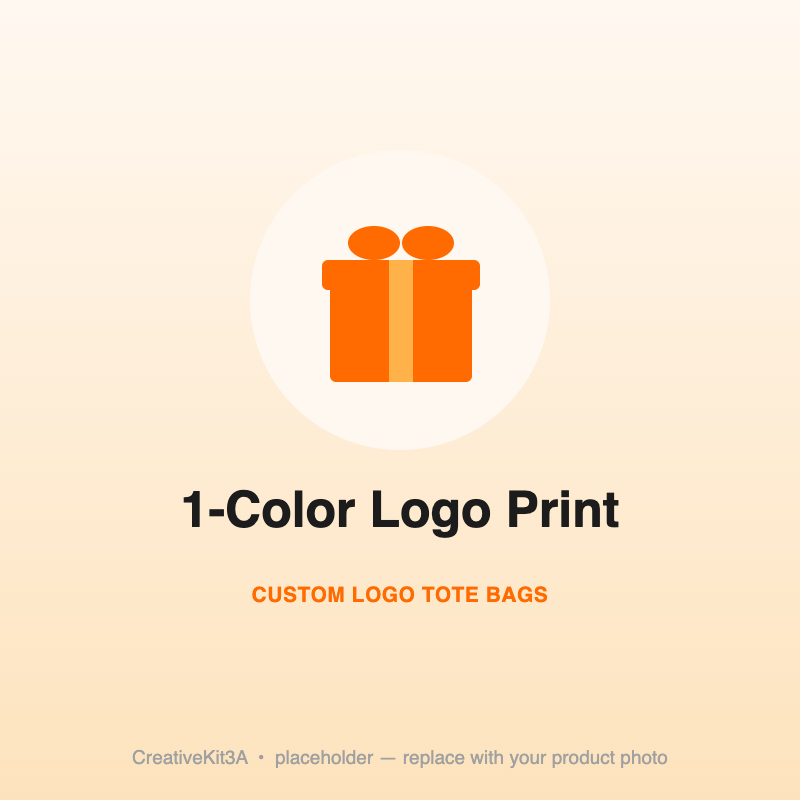 1-Color Logo Print
CUSTOM LOGO TOTE BAGS
CreativeKit3A • placeholder — replace with your product photo